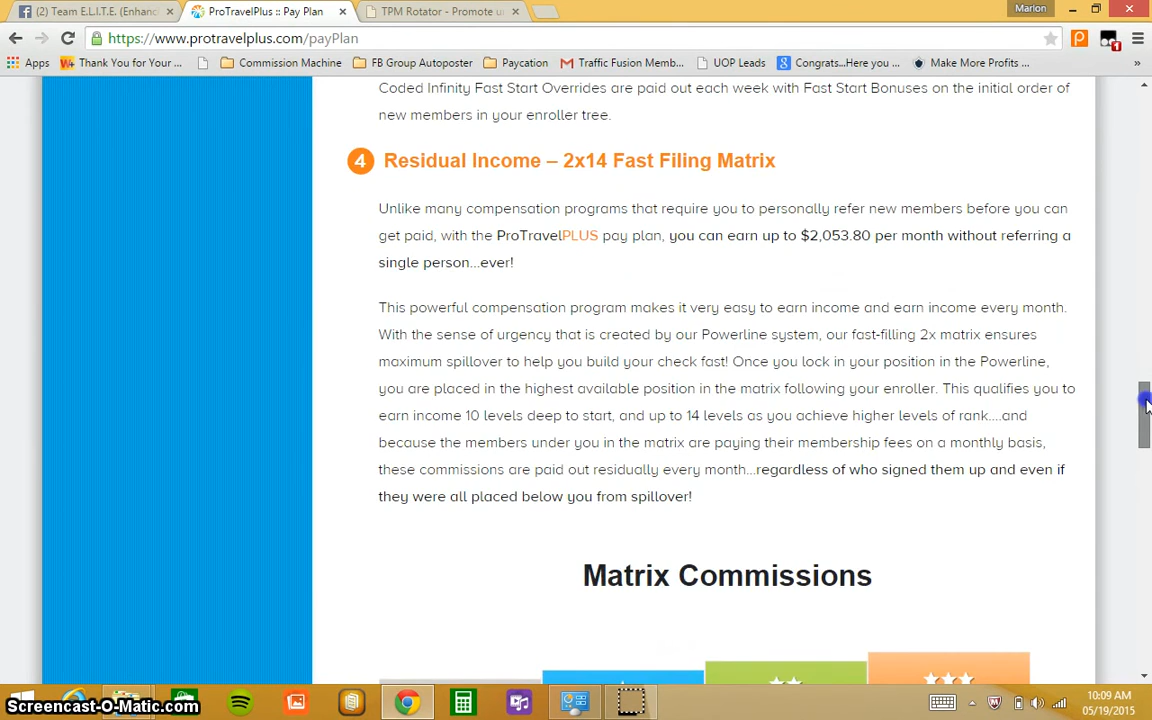 (2) Team E.L.I.T.E. (Enhanc
ProTravelPlus :: Pay Plan
TPM Rotator - Promote u
Marlon
https://www.protravelplus.com/payPlan
Apps
Thank You for Your ...
Commission Machine
FB Group Autoposter
Paycation
Traffic Fusion Memb...
UOP Leads
Congrats...Here you ...
Make More Profits ...
Coded Infinity Fast Start Overrides are paid out each week with Fast Start Bonuses on the initial order of
new members in your enroller tree.
4 Residual Income – 2x14 Fast Filing Matrix
Unlike many compensation programs that require you to personally refer new members before you can
get paid, with the ProTravelPLUS pay plan, you can earn up to $2,053.80 per month without referring a
single person...ever!
This powerful compensation program makes it very easy to earn income and earn income every month.
With the sense of urgency that is created by our Powerline system, our fast-filling 2x matrix ensures
maximum spillover to help you build your check fast! Once you lock in your position in the Powerline,
you are placed in the highest available position in the matrix following your enroller. This qualifies you to
earn income 10 levels deep to start, and up to 14 levels as you achieve higher levels of rank....and
because the members under you in the matrix are paying their membership fees on a monthly basis,
these commissions are paid out residually every month...regardless of who signed them up and even if
they were all placed below you from spillover!
Matrix Commissions
Screencast-O-Matic.com
10:09 AM
05/19/2015